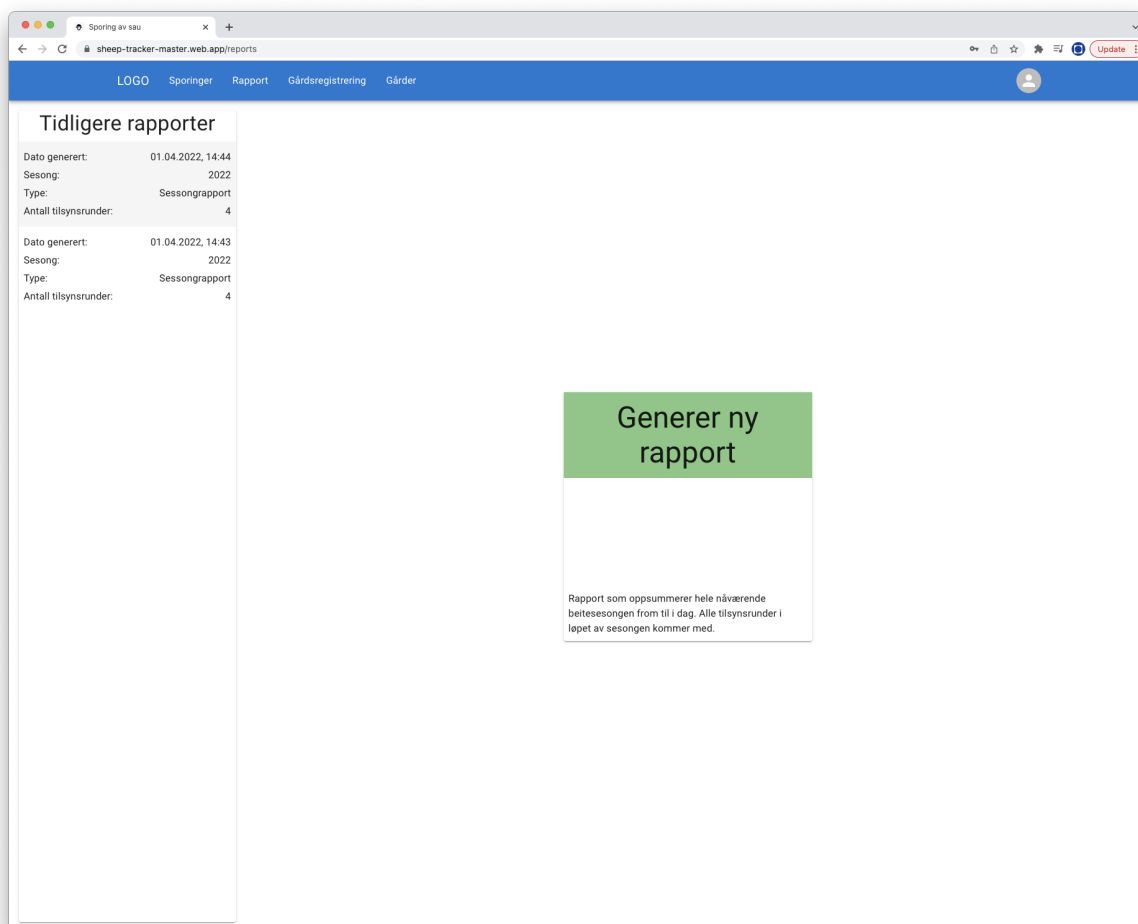 Sporing av sau
sheep-tracker-master.web.app/reports
Update
LOGO Sporinger Rapport Gårdsregistrering Gårder
Tidligere rapporter
Dato generert: 01.04.2022, 14:44
Sesong: 2022
Type: Sessongrapport
Antall tilsynsrunder: 4
Dato generert: 01.04.2022, 14:43
Sesong: 2022
Type: Sessongrapport
Antall tilsynsrunder: 4
Generer ny
rapport
Rapport som oppsummerer hele nåværende
beitesesongen from til i dag. Alle tilsynsrunder i
løpet av sesongen kommer med.